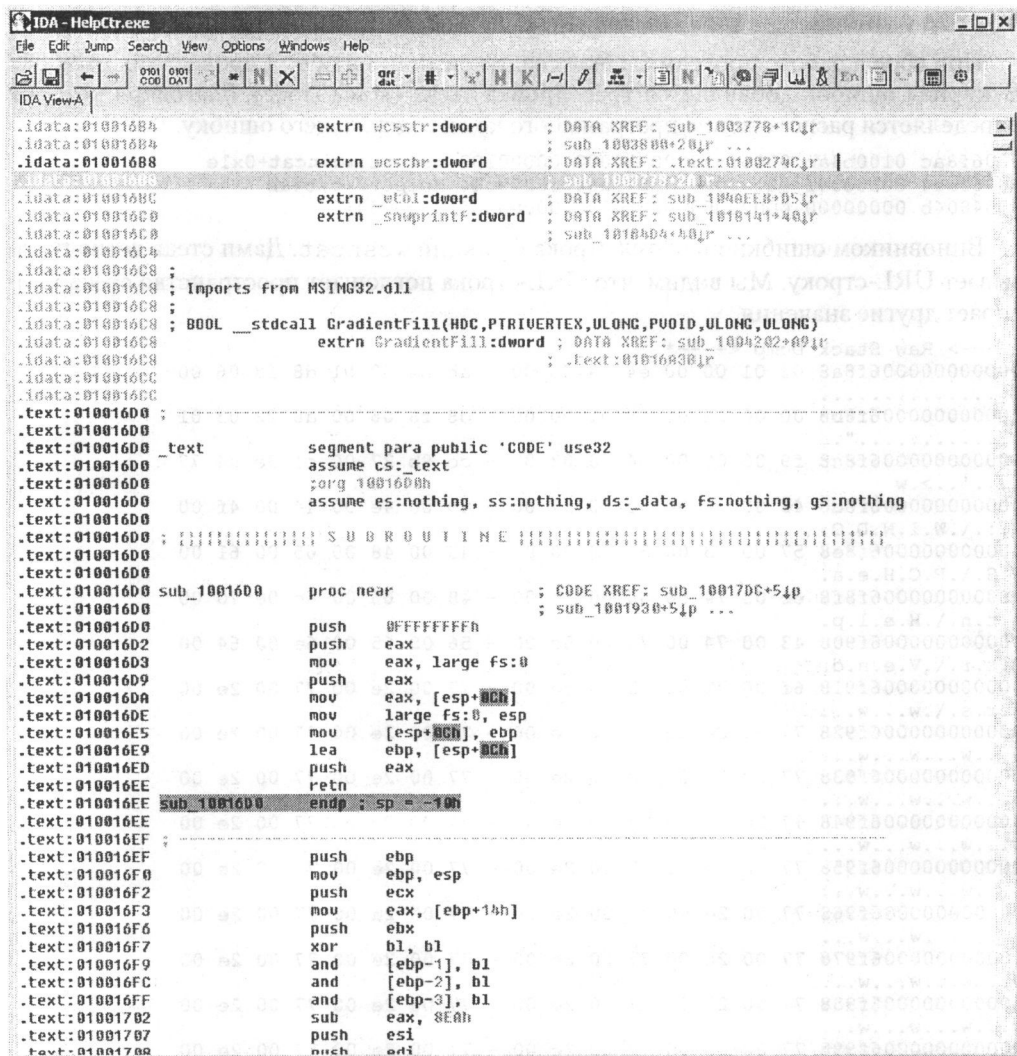 IDA - HelpCtr.exe
File Edit Jump Search View Options Windows Help
IDA View-A
.idata:010016B4 extrn wcsstr:dword ; DATA XREF: sub_1003778+1C↓r
.idata:010016B4 ; sub_1003800+20↓r ...
.idata:010016B8 extrn wcschr:dword ; DATA XREF: .text:0100274C↓r
.idata:010016B8
.idata:010016BC extrn _wtol:dword ; DATA XREF: sub_104AEE8+D5↓r
.idata:010016C0 extrn _snwprintf:dword ; DATA XREF: sub_1018141+40↓r
.idata:010016C0 ; sub_10184D4+40↓r ...
.idata:010016C4
.idata:010016C8 ;
.idata:010016C8 ; Imports from MSIMG32.dll
.idata:010016C8 ;
.idata:010016C8 ; BOOL __stdcall GradientFill(HDC,PTRIVERTEX,ULONG,PVOID,ULONG,ULONG)
.idata:010016C8 extrn GradientFill:dword ; DATA XREF: sub_1004202+A9↓r
.idata:010016C8 ; .text:01016A38↓r
.idata:010016CC
.idata:010016CC
.text:010016D0 ;
.text:010016D0
.text:010016D0 _text segment para public 'CODE' use32
.text:010016D0 assume cs:_text
.text:010016D0 ;org 10016D0h
.text:010016D0 assume es:nothing, ss:nothing, ds:_data, fs:nothing, gs:nothing
.text:010016D0
.text:010016D0 ; S U B R O U T I N E
.text:010016D0
.text:010016D0
.text:010016D0 sub_10016D0 proc near ; CODE XREF: sub_10017DC+5↓p
.text:010016D0 ; sub_1001930+5↓p ...
.text:010016D0 push 0FFFFFFFFh
.text:010016D2 push eax
.text:010016D3 mov eax, large fs:0
.text:010016D9 push eax
.text:010016DA mov eax, [esp+0Ch]
.text:010016DE mov large fs:0, esp
.text:010016E5 mov [esp+0Ch], ebp
.text:010016E9 lea ebp, [esp+0Ch]
.text:010016ED push eax
.text:010016EE retn
.text:010016EE sub_10016D0 endp ; sp = -10h
.text:010016EE
.text:010016EF ;
.text:010016EF push ebp
.text:010016F0 mov ebp, esp
.text:010016F2 push ecx
.text:010016F3 mov eax, [ebp+14h]
.text:010016F6 push ebx
.text:010016F7 xor bl, bl
.text:010016F9 and [ebp-1], bl
.text:010016FC and [ebp-2], bl
.text:010016FF and [ebp-3], bl
.text:01001702 sub eax, 8EAh
.text:01001707 push esi
.text:01001708 push edi